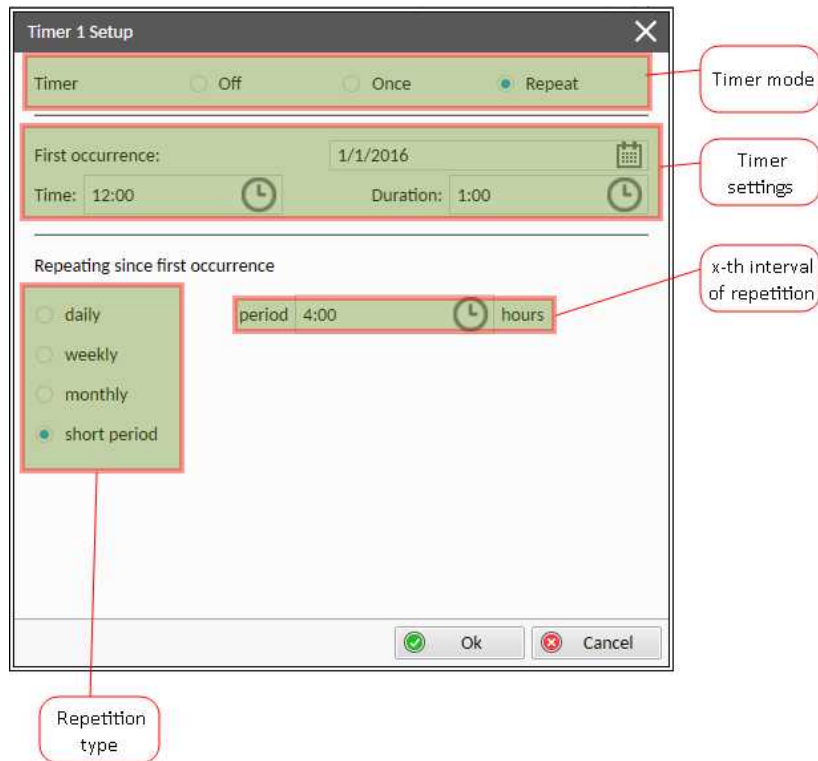 Timer 1 Setup
Timer Off Once Repeat
Timer mode
First occurrence: 1/1/2016
Time: 12:00 Duration: 1:00
Timer
settings
Repeating since first occurrence
x-th interval
of repetition
daily
period 4:00 hours
weekly
monthly
short period
Ok Cancel
Repetition
type